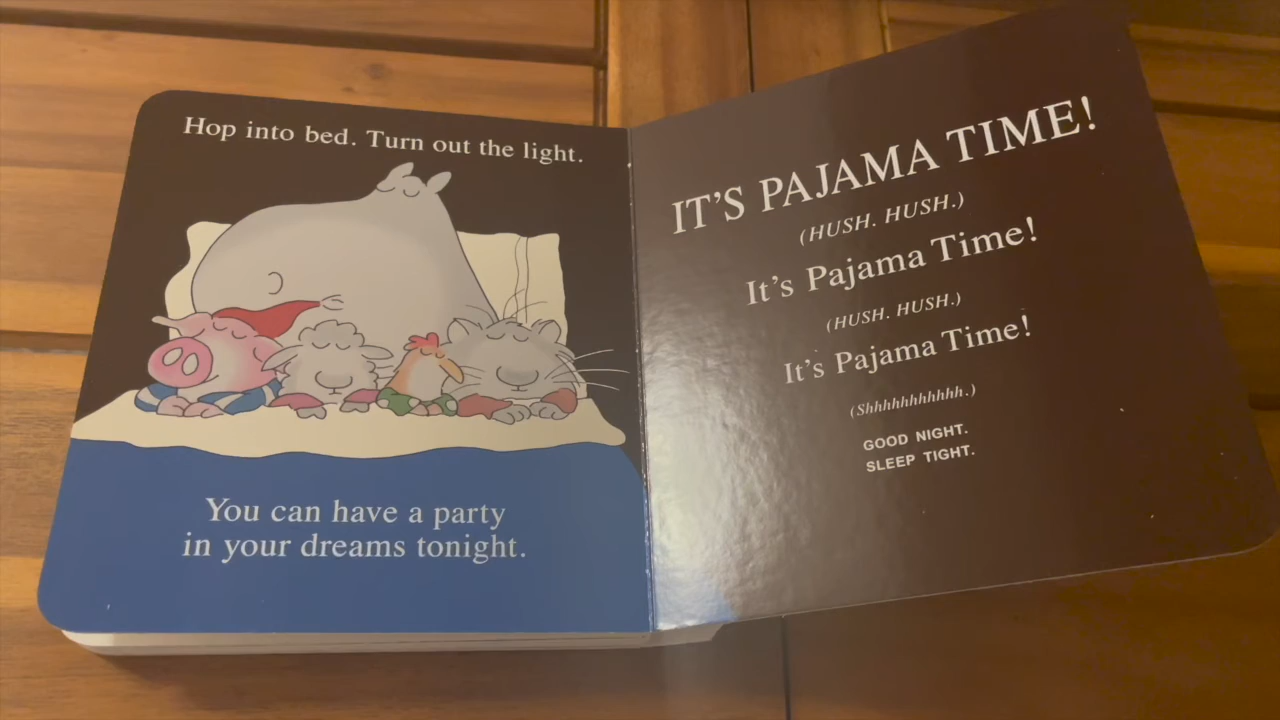 Hop into bed. Turn out the light.
You can have a party
in your dreams tonight.
IT'S PAJAMA TIME!
(HUSH. HUSH.)
It's Pajama Time!
(HUSH. HUSH.)
It's Pajama Time!
(Shhhhhhhhhhh.)
GOOD NIGHT.
SLEEP TIGHT.